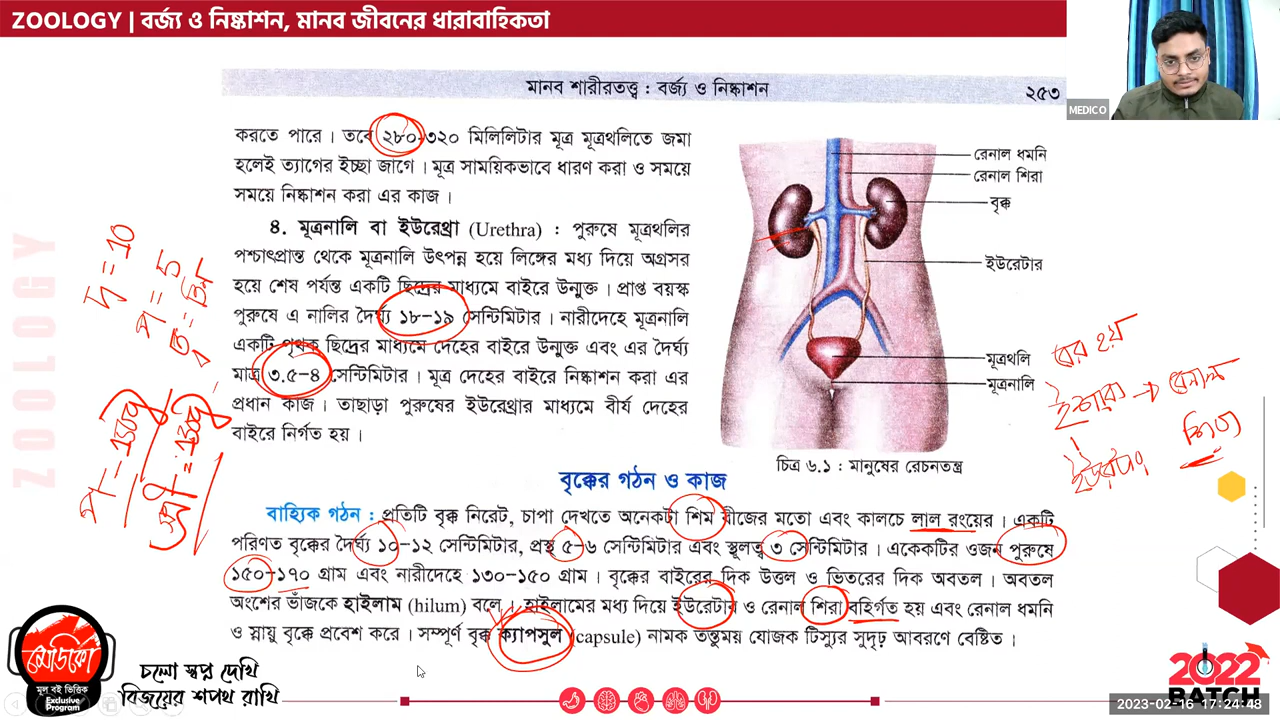 ZOOLOGY | বর্জ্য ও নিষ্কাশন, মানব জীবনের ধারাবাহিকতা
MEDICO
মানব শারীরতত্ত্ব : বর্জ্য ও নিষ্কাশন
২৫৩
করতে পারে । তবে ২৮০-৩২০ মিলিলিটার মূত্র মূত্রথলিতে জমা
হলেই ত্যাগের ইচ্ছা জাগে । মূত্র সাময়িকভাবে ধারণ করা ও সময়ে
সময়ে নিষ্কাশন করা এর কাজ ।
৪. মূত্রনালি বা ইউরেথ্রা (Urethra) : পুরুষে মূত্রথলির
পশ্চাৎপ্রান্ত থেকে মূত্রনালি উৎপন্ন হয়ে লিঙ্গের মধ্য দিয়ে অগ্রসর
হয়ে শেষ পর্যন্ত একটি ছিদ্রের মাধ্যমে বাইরে উন্মুক্ত । প্রাপ্ত বয়স্ক
পুরুষে এ নালির দৈর্ঘ্য ১৮-১৯ সেন্টিমিটার । নারীদেহে মূত্রনালি
একটি পৃথক ছিদ্রের মাধ্যমে দেহের বাইরে উন্মুক্ত এবং এর দৈর্ঘ্য
মাত্র ৩.৫-৪ সেন্টিমিটার । মূত্র দেহের বাইরে নিষ্কাশন করা এর
প্রধান কাজ । তাছাড়া পুরুষের ইউরেথ্রার মাধ্যমে বীর্য দেহের
বাইরে নির্গত হয় ।
রেনাল ধমনি
রেনাল শিরা
বৃক্ক
ইউরেটার
মূত্রথলি
মূত্রনালি
চিত্র ৬.১ : মানুষের রেচনতন্ত্র
বৃক্কের গঠন ও কাজ
বাহ্যিক গঠন : প্রতিটি বৃক্ক নিরেট, চাপা দেখতে অনেকটা শিম বীজের মতো এবং কালচে লাল রংয়ের । একটি
পরিণত বৃক্কের দৈর্ঘ্য ১০-১২ সেন্টিমিটার, প্রস্থ ৫-৬ সেন্টিমিটার এবং স্থূলত্ব ৩ সেন্টিমিটার । একেকটির ওজন পুরুষে
১৫০-১৭০ গ্রাম এবং নারীদেহে ১৩০-১৫০ গ্রাম । বৃক্কের বাইরের দিক উত্তল ও ভিতরের দিক অবতল । অবতল
অংশের ভাঁজকে হাইলাম (hilum) বলে । হাইলামের মধ্য দিয়ে ইউরেটার ও রেনাল শিরা বহির্গত হয় এবং রেনাল ধমনি
ও স্নায়ু বৃক্কে প্রবেশ করে । সম্পূর্ণ বৃক্ক ক্যাপসুল (capsule) নামক তন্তুময় যোজক টিস্যুর সুদৃঢ় আবরণে বেষ্টিত ।
বের হয়
ইশারা → রেনাল
শিরা
ইউরেটার
ZOOLOGY
মেডিকো
মূল বই ভিত্তিক
Exclusive
Program
চলো স্বপ্ন দেখি
বিজয়ের শপথ রাখি
2022
BATCH
2023-02-16 17:24:48